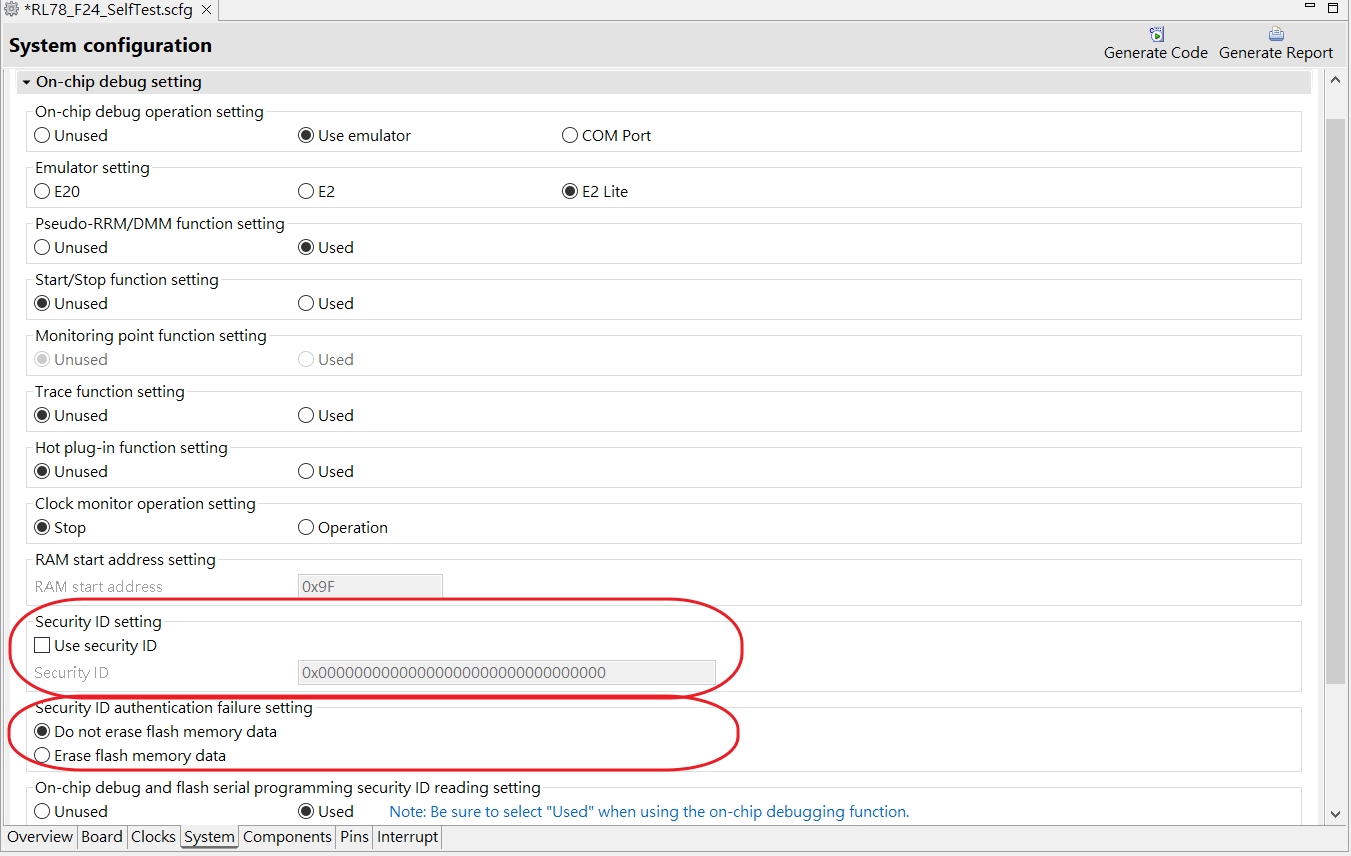 *RL78_F24_SelfTest.scfg
System configuration
Generate Code Generate Report
On-chip debug setting
On-chip debug operation setting
Unused Use emulator COM Port
Emulator setting
E20 E2 E2 Lite
Pseudo-RRM/DMM function setting
Unused Used
Start/Stop function setting
Unused Used
Monitoring point function setting
Unused Used
Trace function setting
Unused Used
Hot plug-in function setting
Unused Used
Clock monitor operation setting
Stop Operation
RAM start address setting
RAM start address 0x9F
Security ID setting
Use security ID
Security ID 0x00000000000000000000000000000000
Security ID authentication failure setting
Do not erase flash memory data
Erase flash memory data
On-chip debug and flash serial programming security ID reading setting
Unused Used Note: Be sure to select "Used" when using the on-chip debugging function.
Overview Board Clocks System Components Pins Interrupt